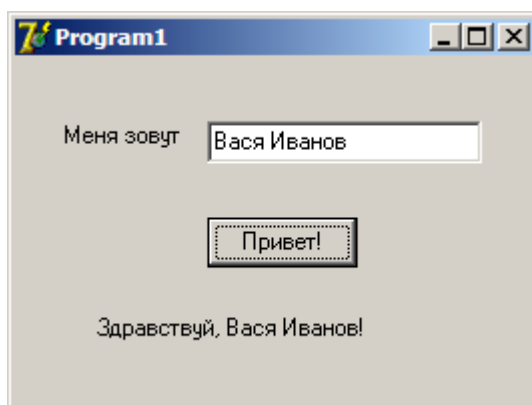 Program1
Меня зовут Вася Иванов
Привет!
Здравствуй, Вася Иванов!